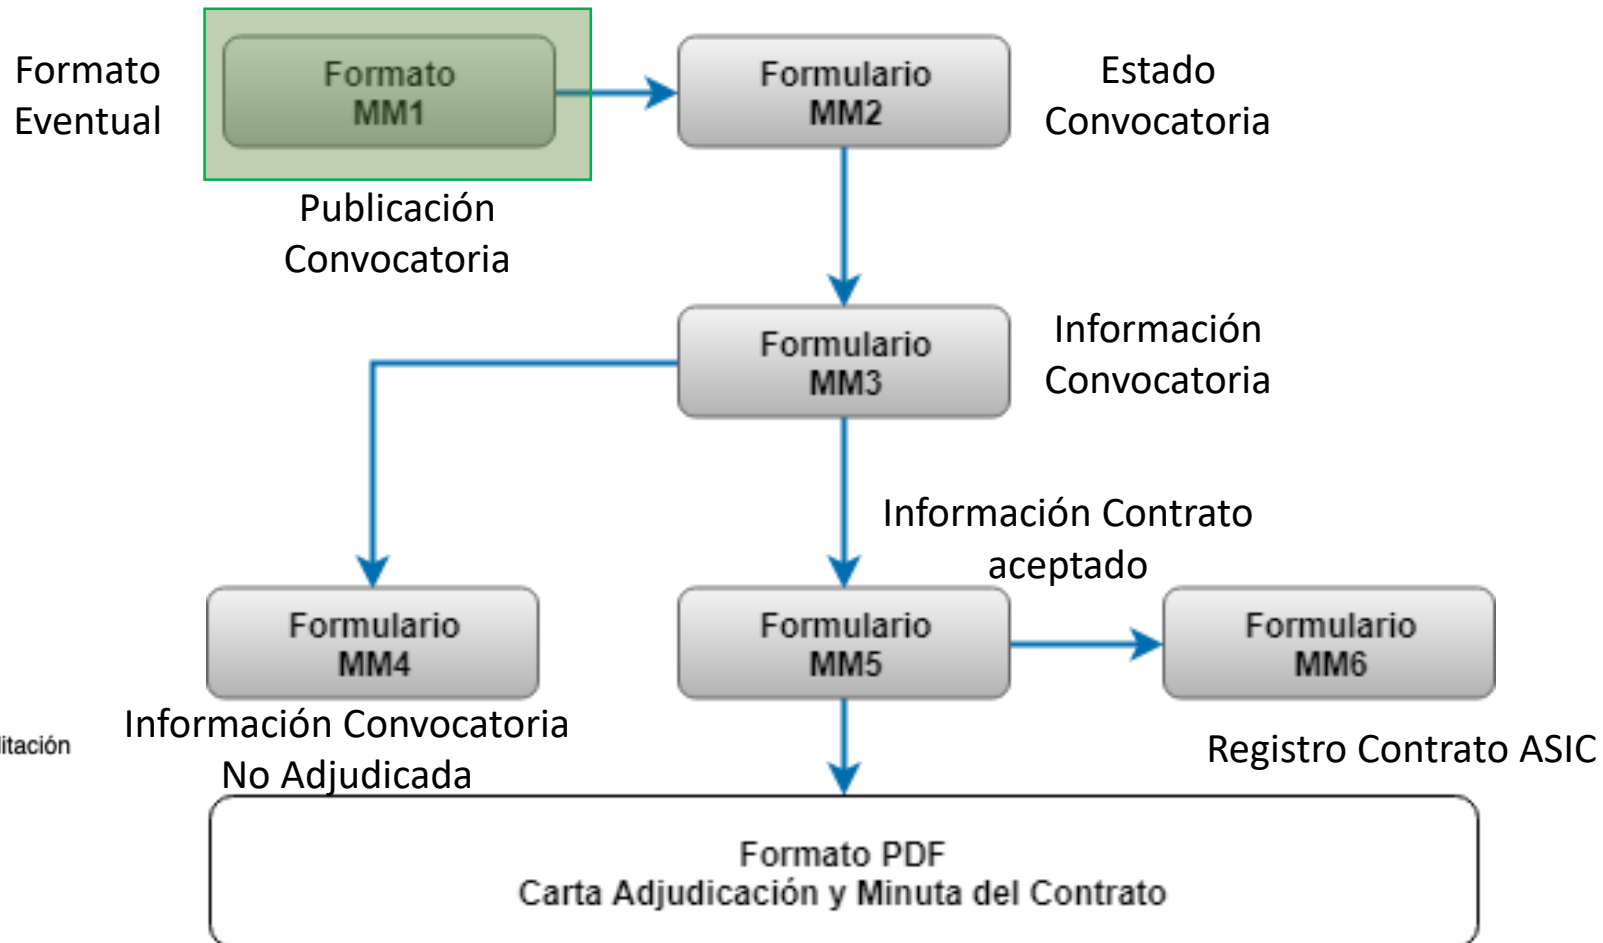 Formato
Eventual
Formato
MM1
Publicación
Convocatoria
Formulario
MM2
Estado
Convocatoria
Formulario
MM3
Información
Convocatoria
Información Contrato
aceptado
Formulario
MM4
Información Convocatoria
No Adjudicada
Formulario
MM5
Formulario
MM6
Registro Contrato ASIC
Formato PDF
Carta Adjudicación y Minuta del Contrato